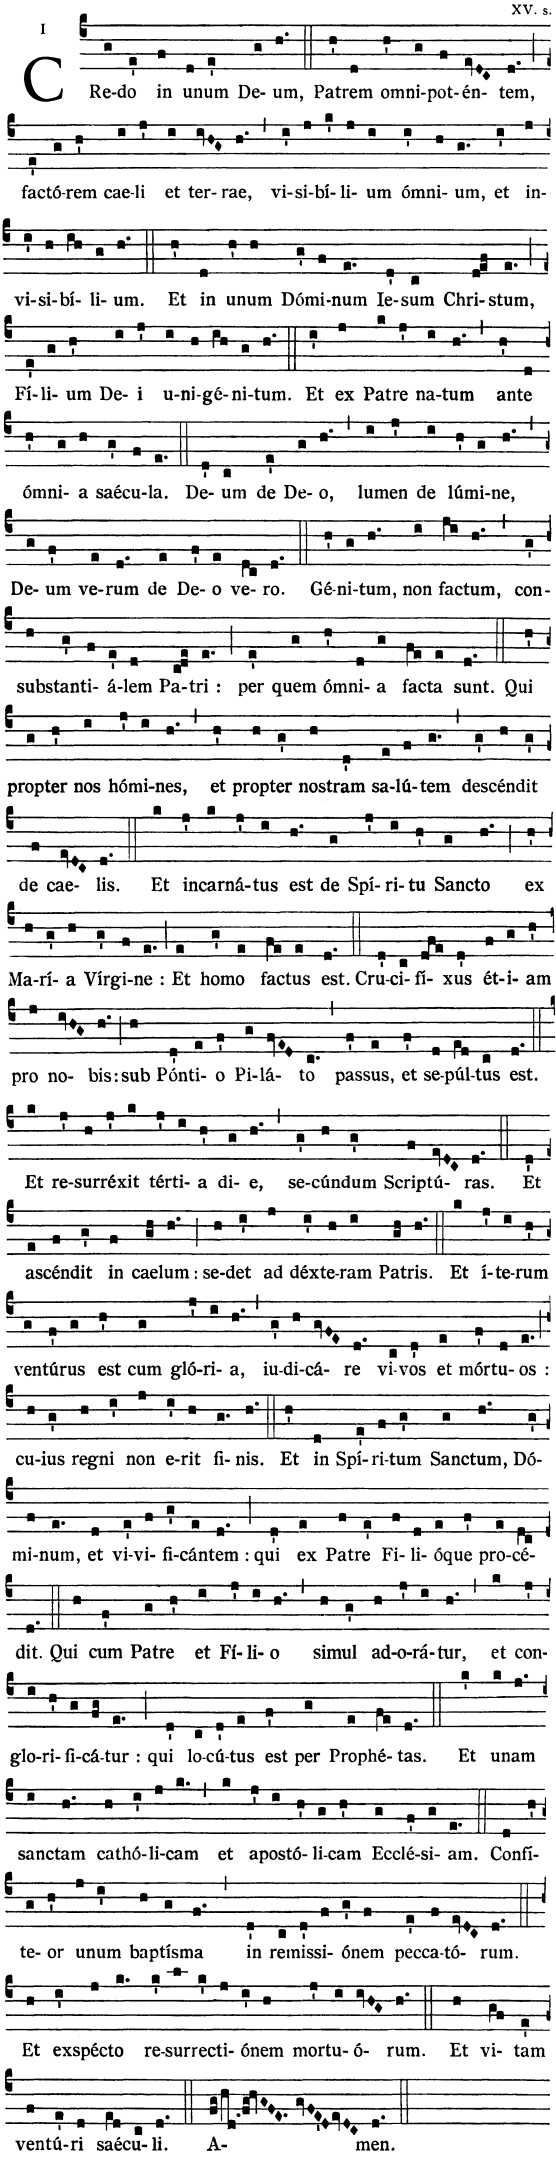 XV. s.
I
CRe-do in unum De-um, Patrem omni-pot-én-tem,
factó-rem cae-li et ter-rae, vi-si-bí-li-um ómni-um, et in-
vi-si-bí-li-um. Et in unum Dómi-num Ie-sum Chri-stum,
Fí-li-um De-i u-ni-gé-ni-tum. Et ex Patre na-tum ante
ómni-a saécu-la. De-um de De-o, lumen de lúmi-ne,
De-um ve-rum de De-o ve-ro. Gé-ni-tum, non factum, con-
substanti-á-lem Pa-tri : per quem ómni-a facta sunt. Qui
propter nos hómi-nes, et propter nostram sa-lú-tem descéndit
de cae-lis. Et incarná-tus est de Spí-ri-tu Sancto ex
Ma-rí-a Vírgi-ne : Et homo factus est. Cru-ci-fí-xus ét-i-am
pro no-bis : sub Pónti-o Pi-lá-to passus, et se-púl-tus est.
Et re-surréxit térti-a di-e, se-cúndum Scriptú-ras. Et
ascéndit in caelum : se-det ad déxte-ram Patris. Et í-te-rum
ventúrus est cum gló-ri-a, iu-di-cá-re vi-vos et mórtu-os :
cu-ius regni non e-rit fi-nis. Et in Spí-ri-tum Sanctum, Dó-
mi-num, et vi-vi-fi-cántem : qui ex Patre Fi-li-óque pro-cé-
dit. Qui cum Patre et Fí-li-o simul ad-o-rá-tur, et con-
glo-ri-fi-cá-tur : qui lo-cú-tus est per Prophé-tas. Et unam
sanctam cathó-li-cam et apostó-li-cam Ecclé-si-am. Confí-
te-or unum baptísma in remissi-ónem pecca-tó-rum.
Et exspécto re-surrecti-ónem mortu-ó-rum. Et vi-tam
ventú-ri saécu-li. A-men.